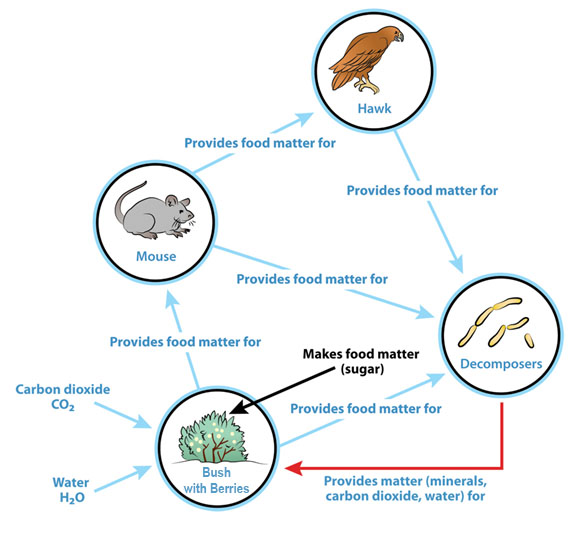 Hawk
Provides food matter for
Provides food matter for
Mouse
Provides food matter for
Provides food matter for
Makes food matter
(sugar)
Decomposers
Carbon dioxide
CO₂
Provides food matter for
Bush
with Berries
Water
H₂O
Provides matter (minerals,
carbon dioxide, water) for